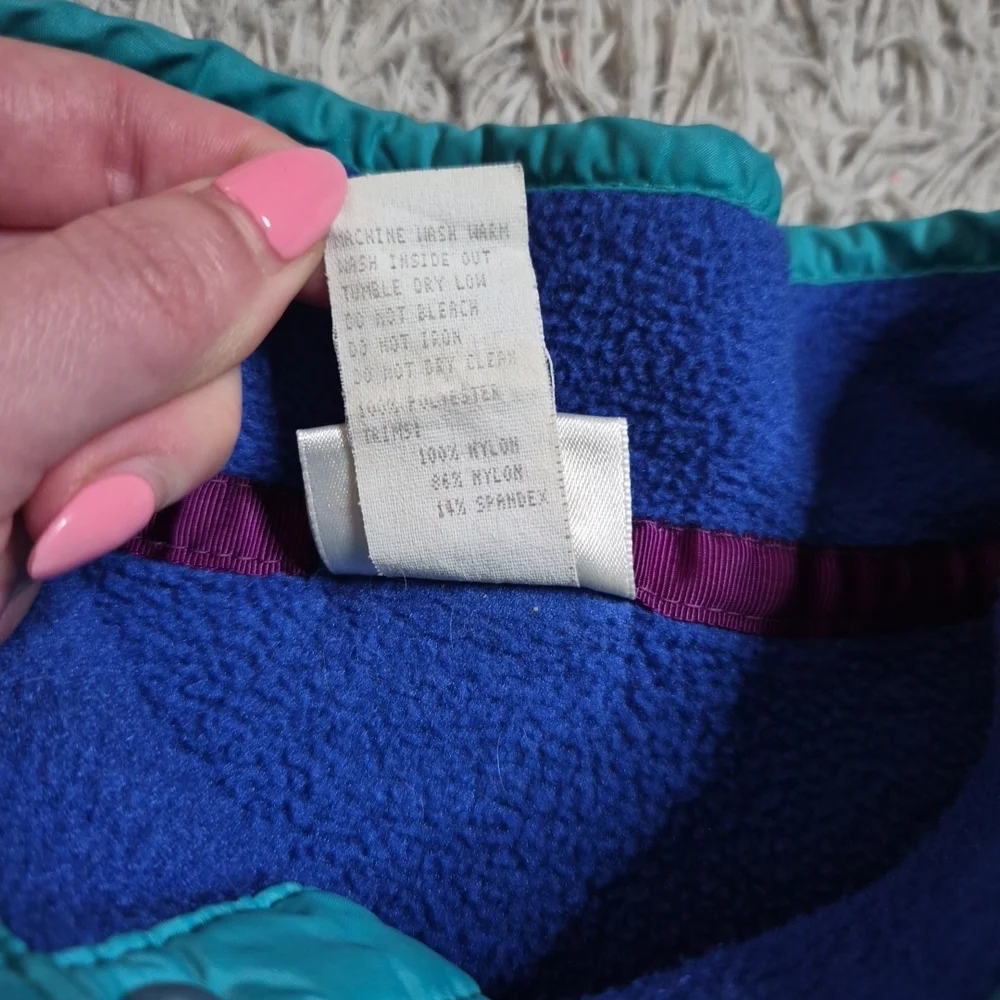 MACHINE WASH WARM
WASH INSIDE OUT
TUMBLE DRY LOW
DO NOT BLEACH
DO NOT IRON
DO NOT DRY CLEAN
100% POLYESTER
TRIMS:
100% NYLON
86% NYLON
14% SPANDEX